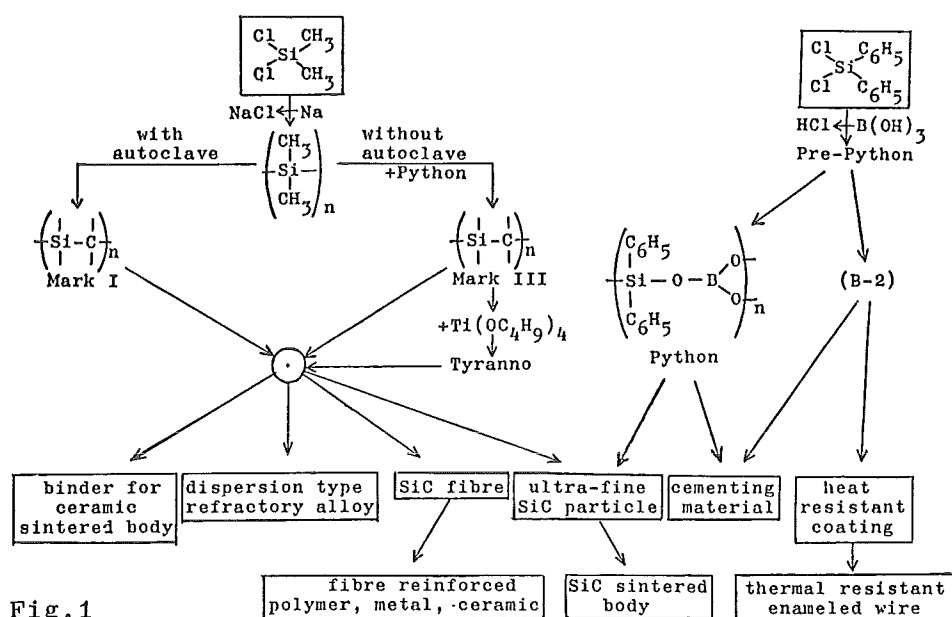 Cl CH3
Si
Cl CH3
NaCl Na
with autoclave
without autoclave
+Python
CH3
Si
CH3 n
Cl C6H5
Si
Cl C6H5
HCl B(OH)3
Pre-Python
Si-C n
Mark I
Si-C n
Mark III
+Ti(OC4H9)4
Tyranno
C6H5
Si — O — B O O n
C6H5
Python
(B-2)
binder for
ceramic
sintered body
dispersion type
refractory alloy
SiC fibre
ultra-fine
SiC particle
cementing
material
heat
resistant
coating
fibre reinforced
polymer, metal, ceramic
SiC sintered
body
thermal resistant
enameled wire
Fig.1